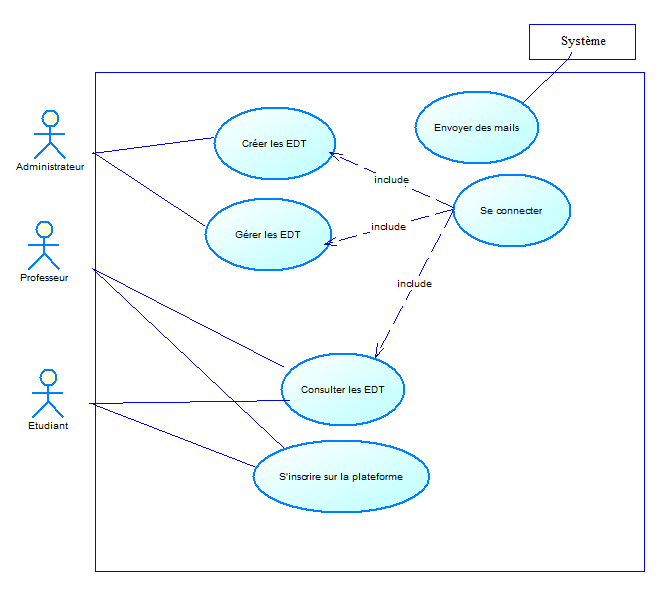 Système
Administrateur
Créer les EDT
Envoyer des mails
include
Se connecter
include
Gérer les EDT
Professeur
include
Consulter les EDT
Etudiant
S'inscrire sur la plateforme